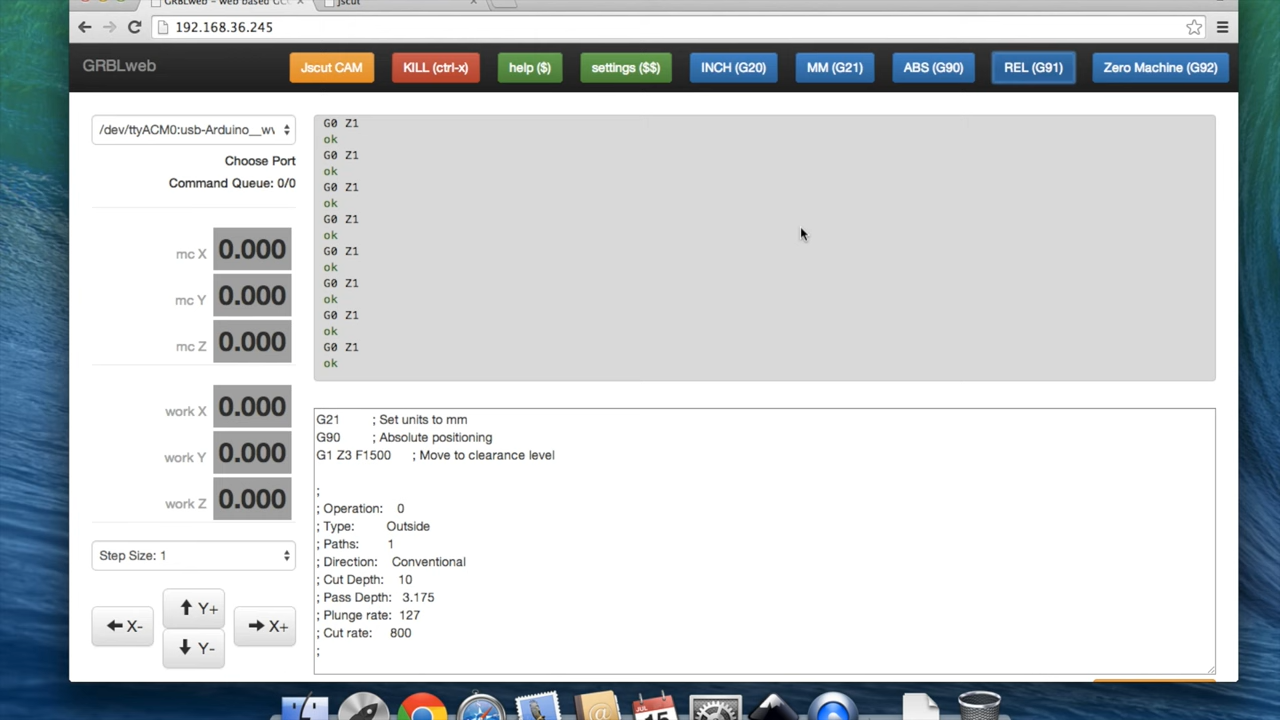 GRBLweb - web based GC
jscut
192.168.36.245
GRBLweb
Jscut CAM
KILL (ctrl-x)
help ($)
settings ($$)
INCH (G20)
MM (G21)
ABS (G90)
REL (G91)
Zero Machine (G92)
/dev/ttyACM0:usb-Arduino__w
Choose Port
Command Queue: 0/0
mc X 0.000
mc Y 0.000
mc Z 0.000
work X 0.000
work Y 0.000
work Z 0.000
Step Size: 1
Y+
X-
X+
Y-
G0 Z1
ok
G0 Z1
ok
G0 Z1
ok
G0 Z1
ok
G0 Z1
ok
G0 Z1
ok
G0 Z1
ok
G0 Z1
ok
G21 ; Set units to mm
G90 ; Absolute positioning
G1 Z3 F1500 ; Move to clearance level
;
; Operation: 0
; Type: Outside
; Paths: 1
; Direction: Conventional
; Cut Depth: 10
; Pass Depth: 3.175
; Plunge rate: 127
; Cut rate: 800
;
JUL
15